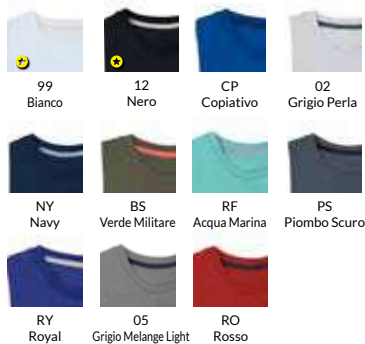 99 12 CP 02
Bianco Nero Copiativo Grigio Perla
NY BS RF PS
Navy Verde Militare Acqua Marina Piombo Scuro
RY 05 RO
Royal Grigio Melange Light Rosso